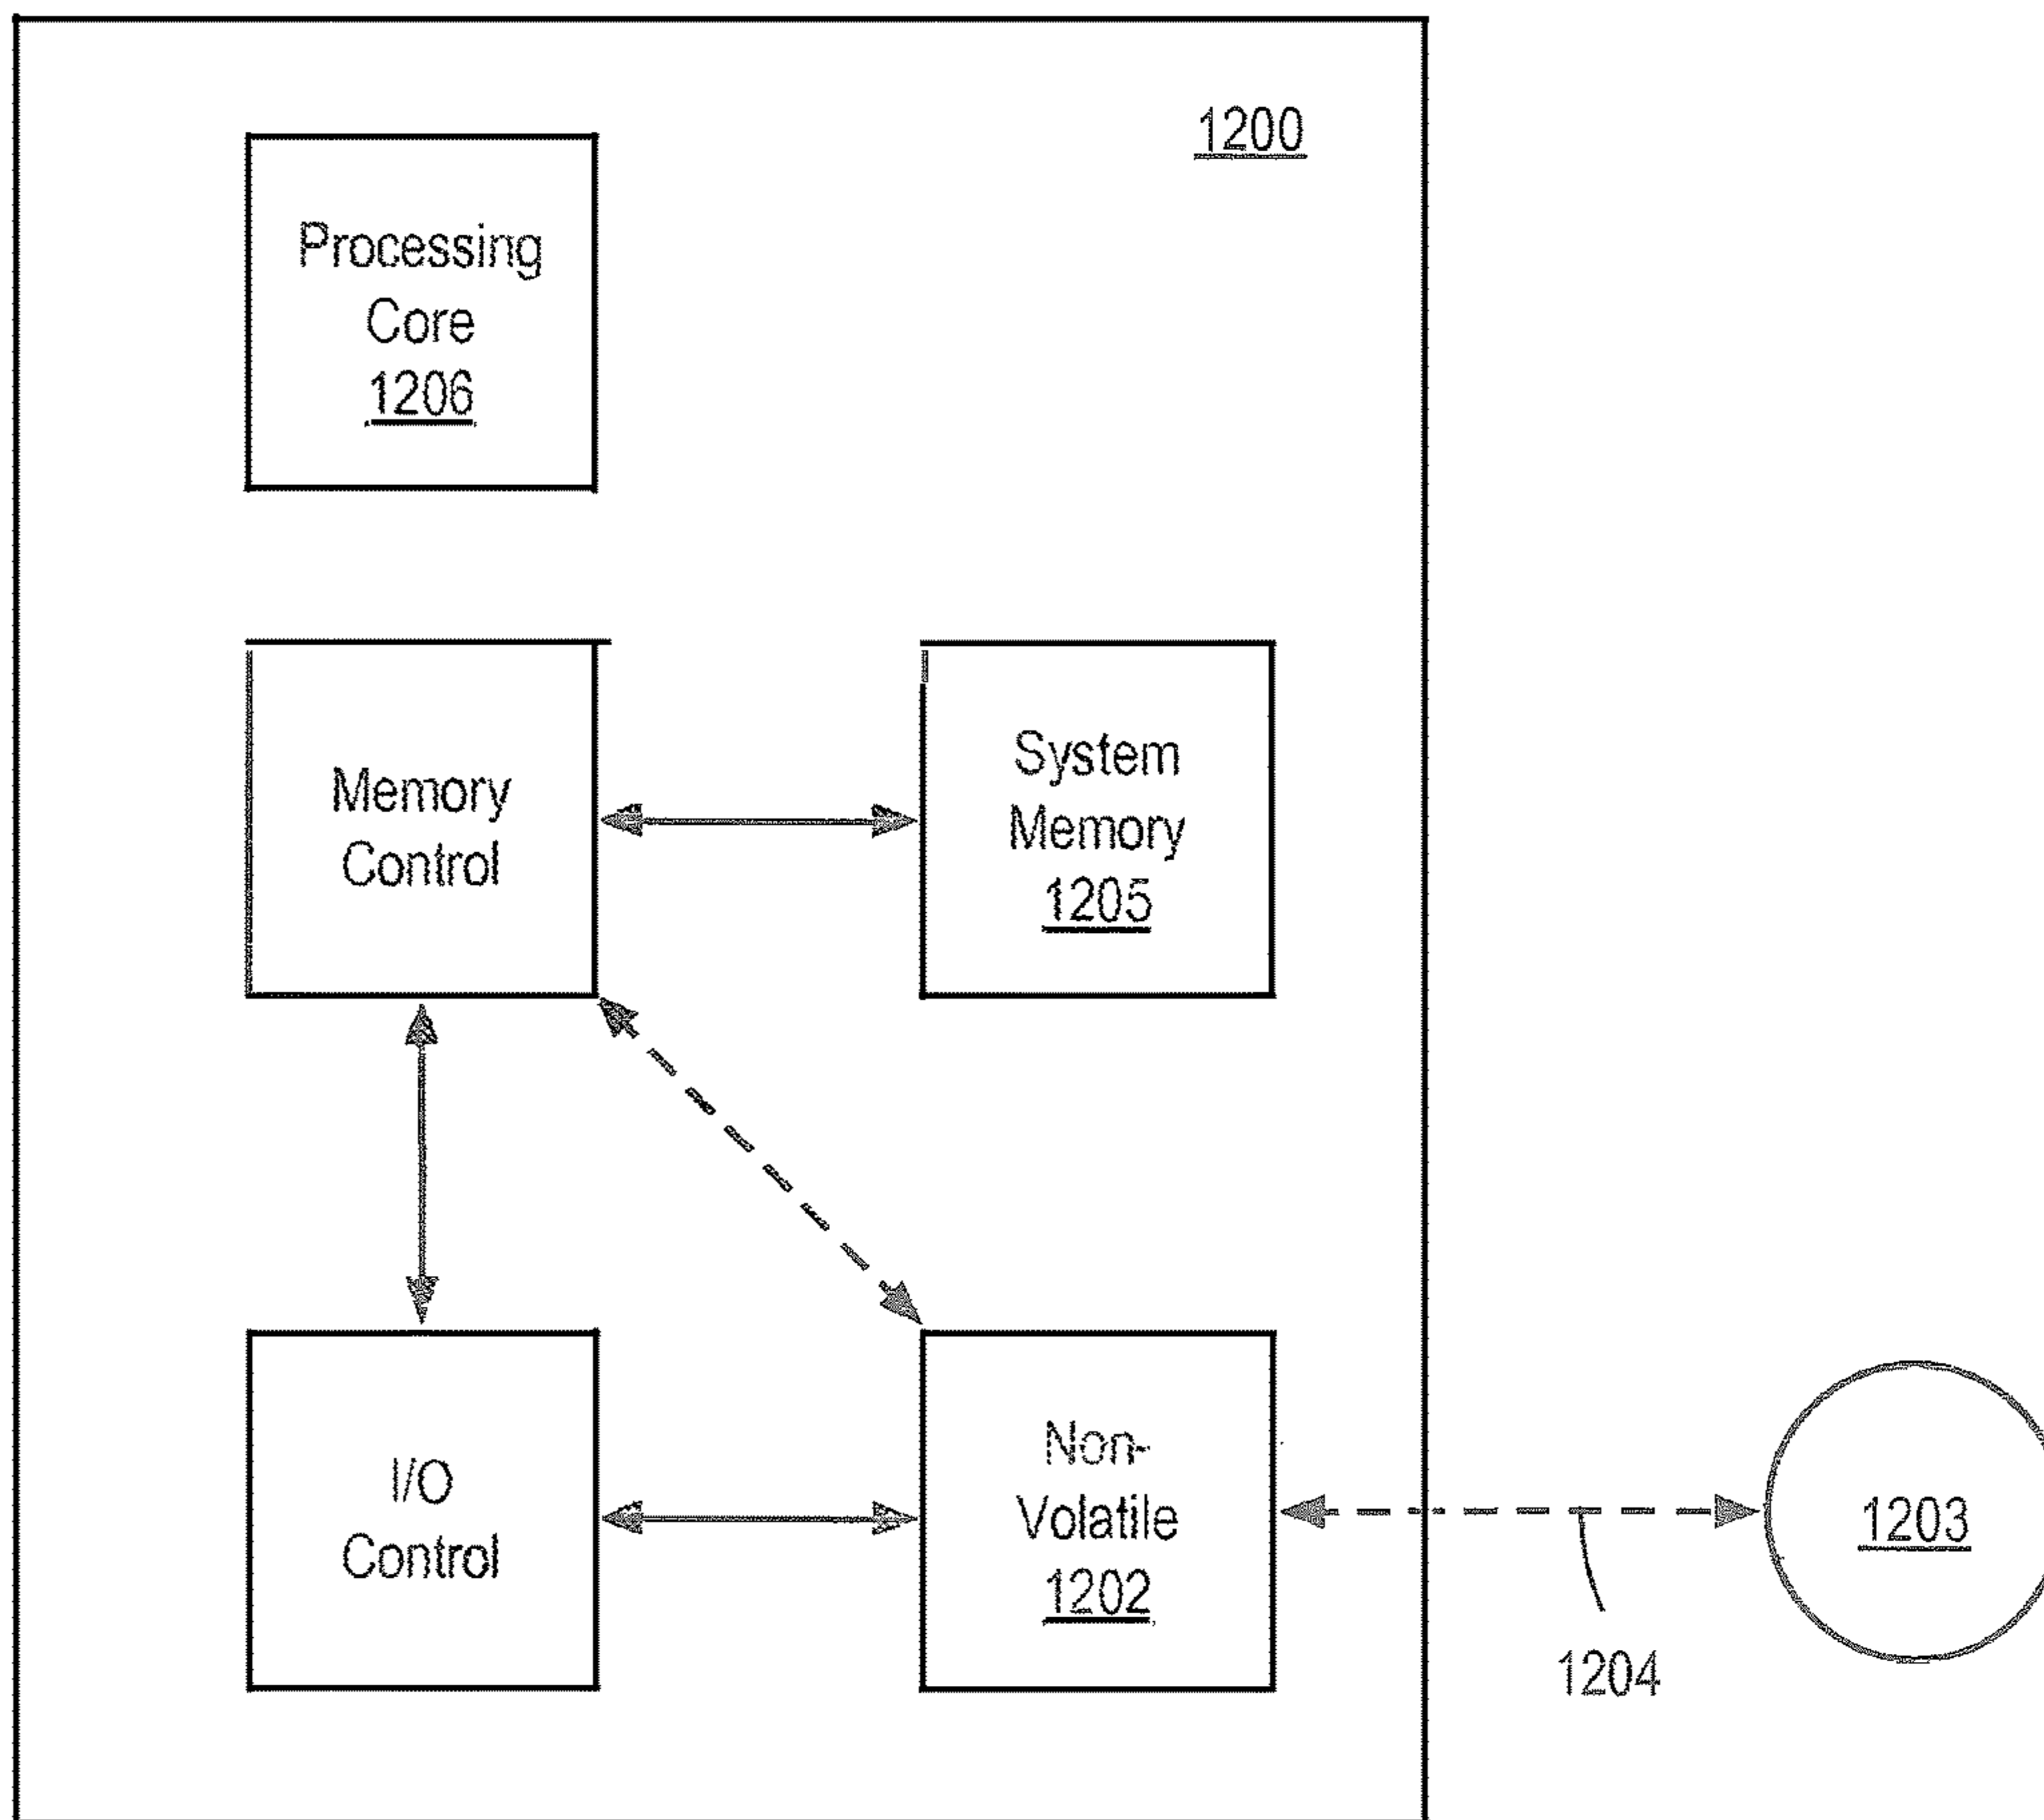 1200
Processing
Core
1206
Memory
Control
System
Memory
1205
I/O
Control
Non-
Volatile
1202
1203
1204